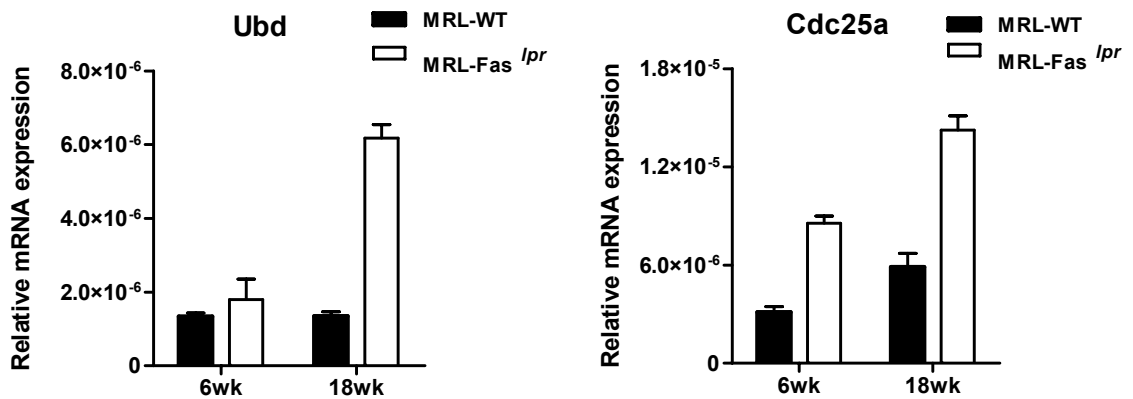 Ubd
MRL-WT
MRL-Fas lpr
Relative mRNA expression
8.0×10-6
6.0×10-6
4.0×10-6
2.0×10-6
0
6wk
18wk
Cdc25a
MRL-WT
MRL-Fas lpr
Relative mRNA expression
1.8×10-5
1.2×10-5
6.0×10-6
0
6wk
18wk